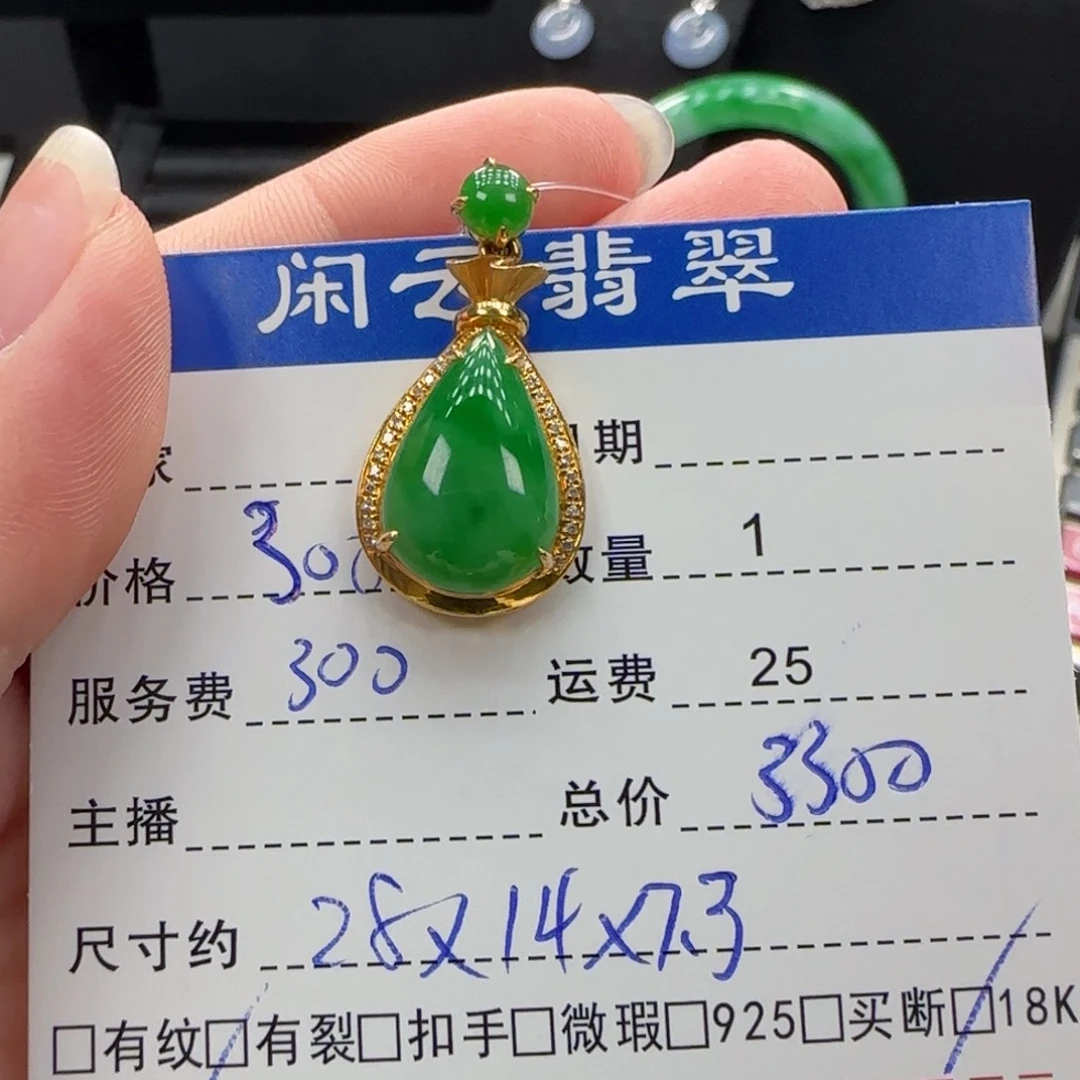 闲云翡翠
家 期
价格 300 数量 1
服务费 300 运费 25
主播 总价 3300
尺寸约 28x14x7.3
□有纹□有裂□扣手□微瑕□925□买断□18K